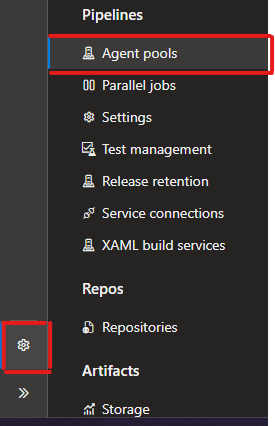 Pipelines
Agent pools
Parallel jobs
Settings
Test management
Release retention
Service connections
XAML build services
Repos
Repositories
Artifacts
Storage